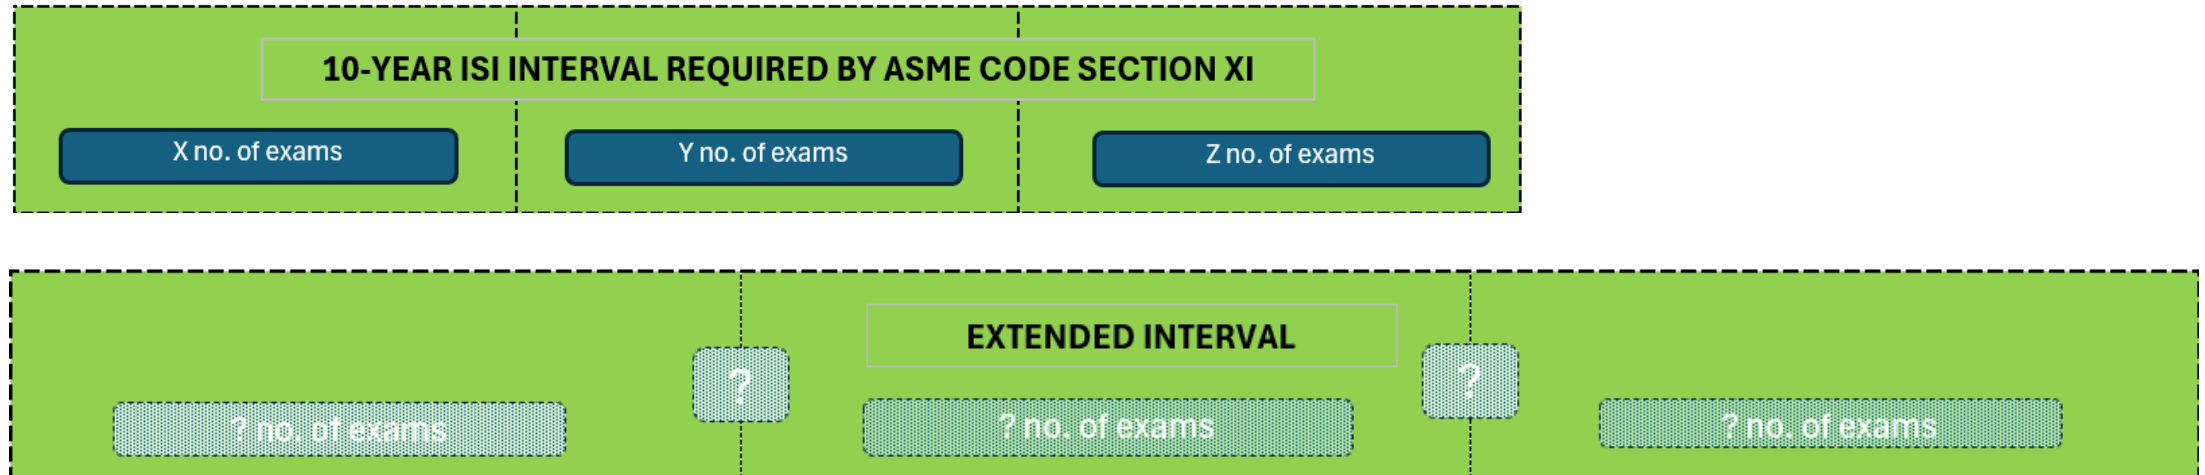 10-YEAR ISI INTERVAL REQUIRED BY ASME CODE SECTION XI
X no. of exams
Y no. of exams
Z no. of exams
EXTENDED INTERVAL
?
?
? no. of exams
? no. of exams
? no. of exams